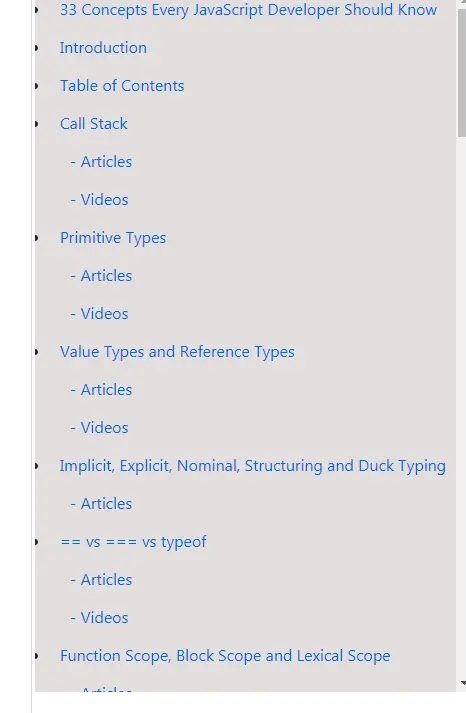 33 Concepts Every JavaScript Developer Should Know
Introduction
Table of Contents
Call Stack
- Articles
- Videos
Primitive Types
- Articles
- Videos
Value Types and Reference Types
- Articles
- Videos
Implicit, Explicit, Nominal, Structuring and Duck Typing
- Articles
== vs === vs typeof
- Articles
- Videos
Function Scope, Block Scope and Lexical Scope
- Articles